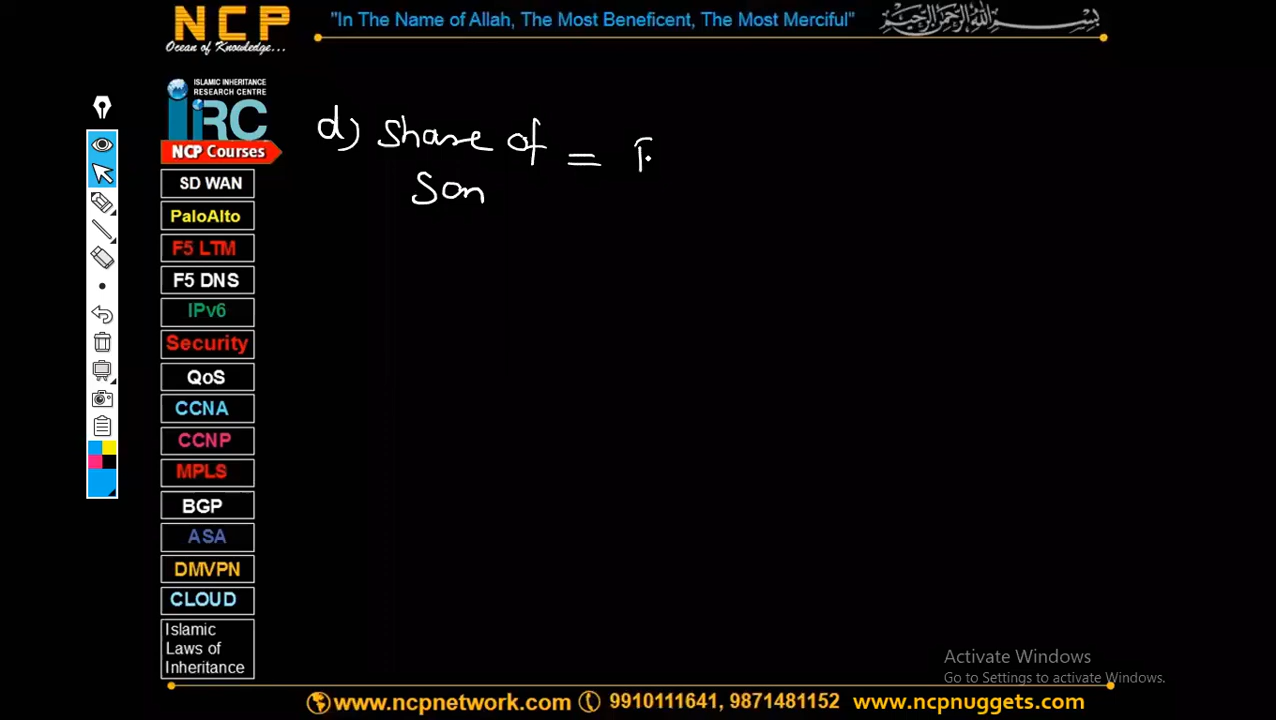 NCP
Ocean of Knowledge...
"In The Name of Allah, The Most Beneficent, The Most Merciful"
ISLAMIC INHERITANCE
RESEARCH CENTRE
IRC
NCP Courses
SD WAN
PaloAlto
F5 LTM
F5 DNS
IPv6
Security
QoS
CCNA
CCNP
MPLS
BGP
ASA
DMVPN
CLOUD
Islamic
Laws of
Inheritance
d) Share of =
Son
Activate Windows
Go to Settings to activate Windows.
www.ncpnetwork.com 9910111641, 9871481152 www.ncpnuggets.com